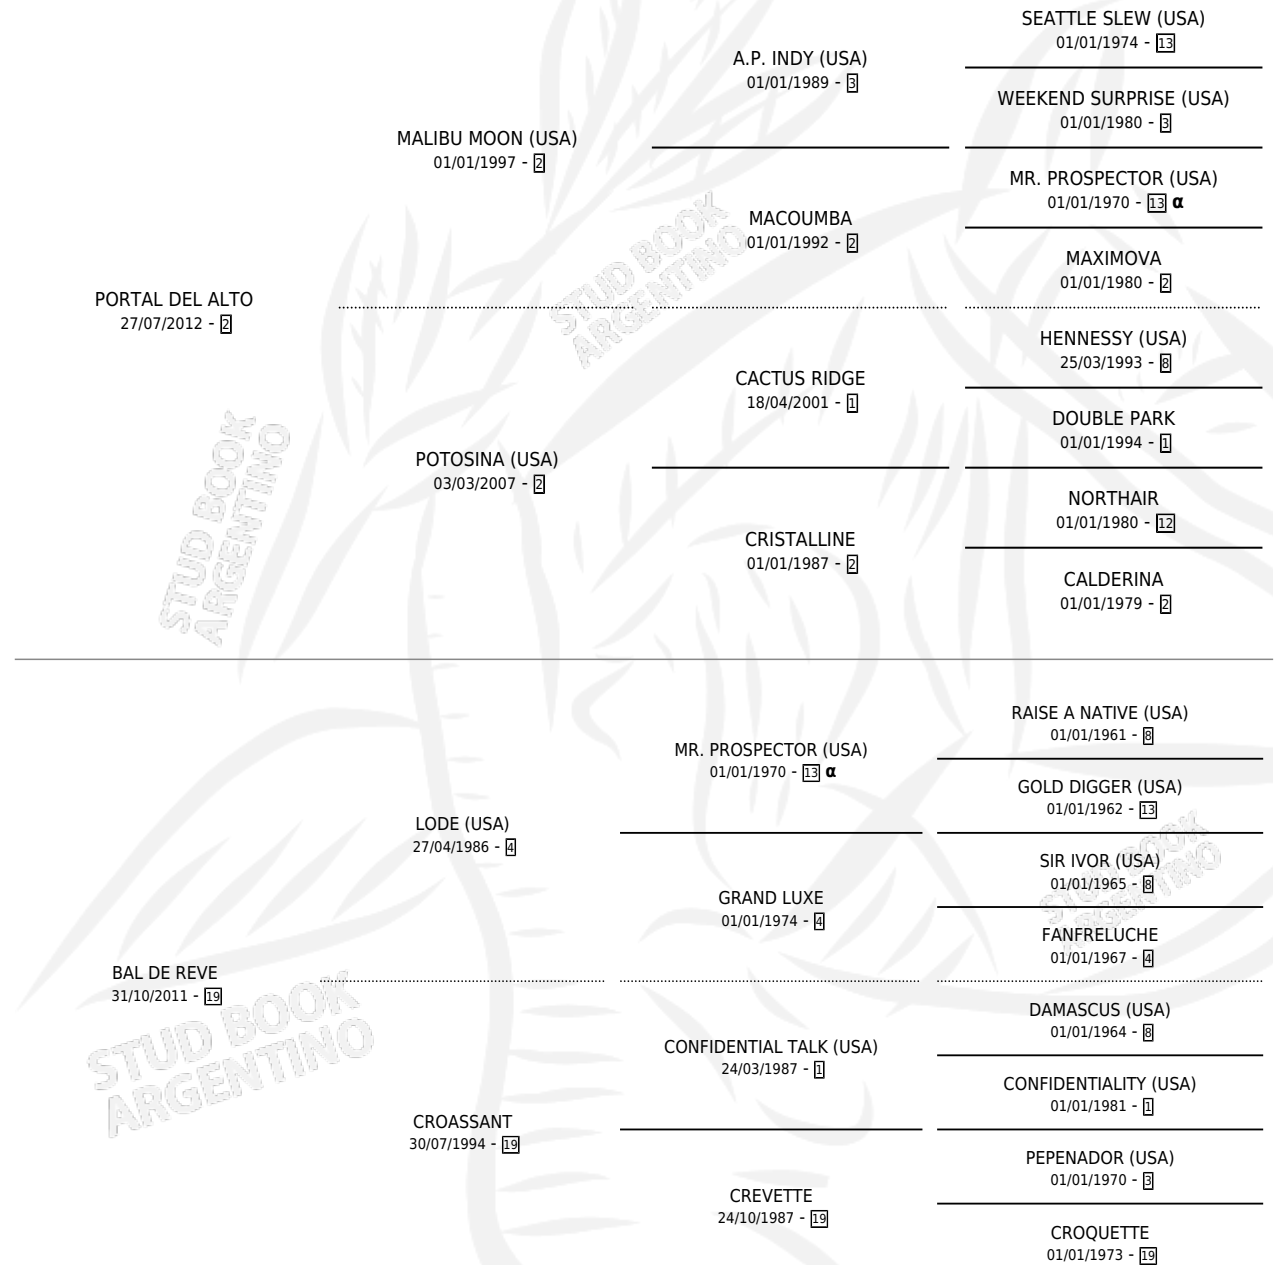 SEATTLE SLEW (USA)
01/01/1974 - 13
A.P. INDY (USA)
01/01/1989 - 3
WEEKEND SURPRISE (USA)
01/01/1980 - 3
MALIBU MOON (USA)
01/01/1997 - 2
MR. PROSPECTOR (USA)
01/01/1970 - 13 α
MACOUMBA
01/01/1992 - 2
MAXIMOVA
01/01/1980 - 2
PORTAL DEL ALTO
27/07/2012 - 2
HENNESSY (USA)
25/03/1993 - 8
CACTUS RIDGE
18/04/2001 - 1
DOUBLE PARK
01/01/1994 - 1
POTOSINA (USA)
03/03/2007 - 2
NORTHAIR
01/01/1980 - 12
CRISTALLINE
01/01/1987 - 2
CALDERINA
01/01/1979 - 2
RAISE A NATIVE (USA)
01/01/1961 - 8
MR. PROSPECTOR (USA)
01/01/1970 - 13 α
GOLD DIGGER (USA)
01/01/1962 - 13
LODE (USA)
27/04/1986 - 4
SIR IVOR (USA)
01/01/1965 - 8
GRAND LUXE
01/01/1974 - 4
FANFRELUCHE
01/01/1967 - 4
BAL DE REVE
31/10/2011 - 19
DAMASCUS (USA)
01/01/1964 - 8
CONFIDENTIAL TALK (USA)
24/03/1987 - 1
CONFIDENTIALITY (USA)
01/01/1981 - 1
CROASSANT
30/07/1994 - 19
PEPENADOR (USA)
01/01/1970 - 3
CREVETTE
24/10/1987 - 19
CROQUETTE
01/01/1973 - 19
STUD BOOK
ARGENTINO
STUD BOOK
ARGENTINO
STUD BOOK
ARGENTINO
STUD BOOK
ARGENTINO